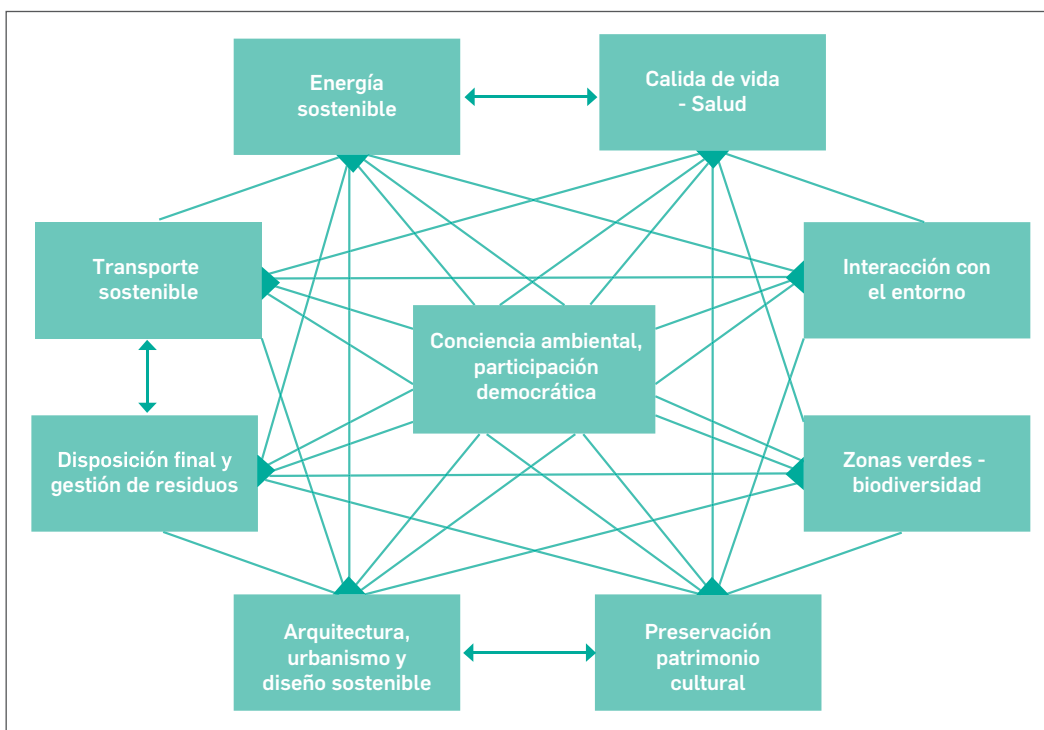 Energía
sostenible
Calida de vida
- Salud
Transporte
sostenible
Interacción con
el entorno
Conciencia ambiental,
participación
democrática
Disposición final y
gestión de residuos
Zonas verdes -
biodiversidad
Arquitectura,
urbanismo y
diseño sostenible
Preservación
patrimonio
cultural